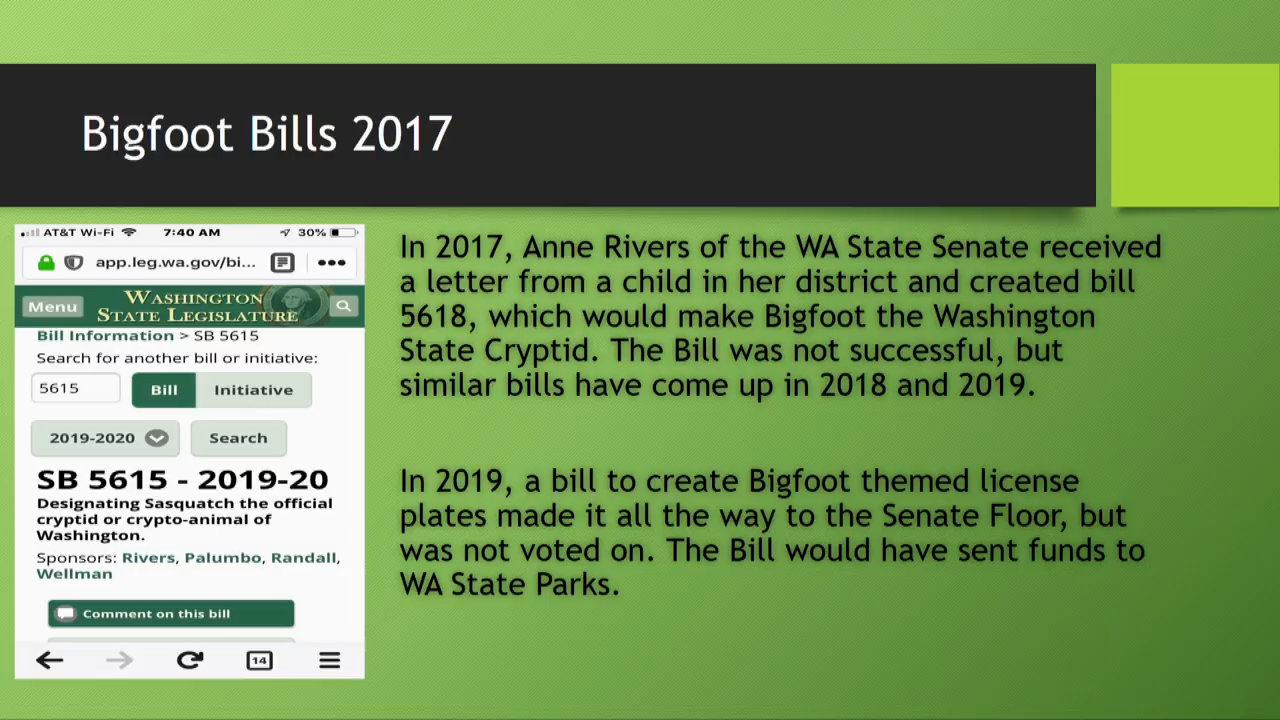 Bigfoot Bills 2017
AT&T Wi-Fi 7:40 AM 30%
app.leg.wa.gov/bi...
Menu
WASHINGTON
STATE LEGISLATURE
Bill Information > SB 5615
Search for another bill or initiative:
5615 Bill Initiative
2019-2020 Search
SB 5615 - 2019-20
Designating Sasquatch the official
cryptid or crypto-animal of
Washington.
Sponsors: Rivers, Palumbo, Randall,
Wellman
Comment on this bill
14
In 2017, Anne Rivers of the WA State Senate received
a letter from a child in her district and created bill
5618, which would make Bigfoot the Washington
State Cryptid. The Bill was not successful, but
similar bills have come up in 2018 and 2019.
In 2019, a bill to create Bigfoot themed license
plates made it all the way to the Senate Floor, but
was not voted on. The Bill would have sent funds to
WA State Parks.